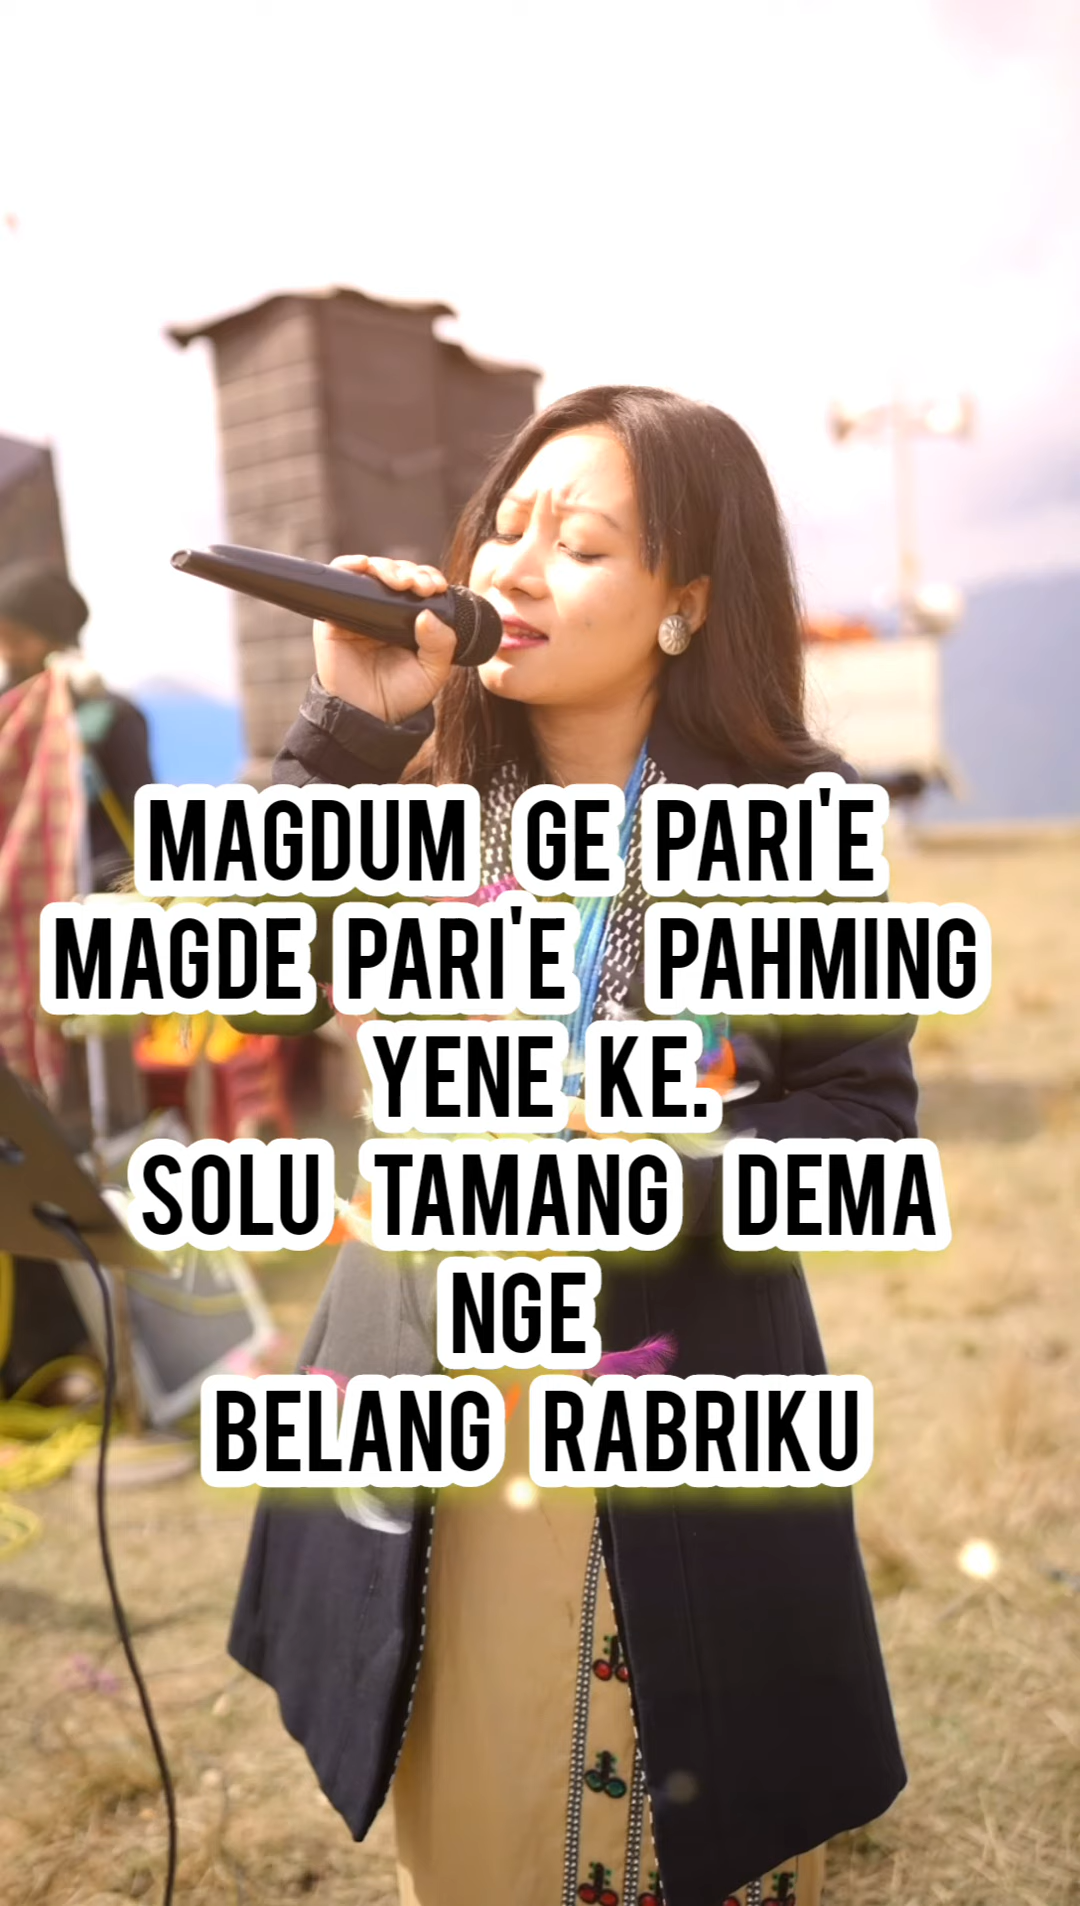 MAGDUM GE PARI'E
MAGDE PARI'E PAHMING
YENE KE.
SOLU TAMANG DEMA
NGE
BELANG RABRIKU